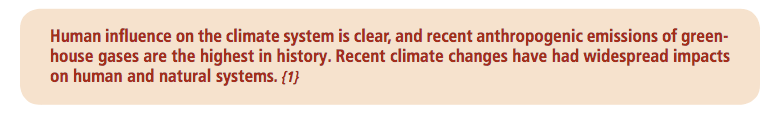 Human influence on the climate system is clear, and recent anthropogenic emissions of green-
house gases are the highest in history. Recent climate changes have had widespread impacts
on human and natural systems. {1}